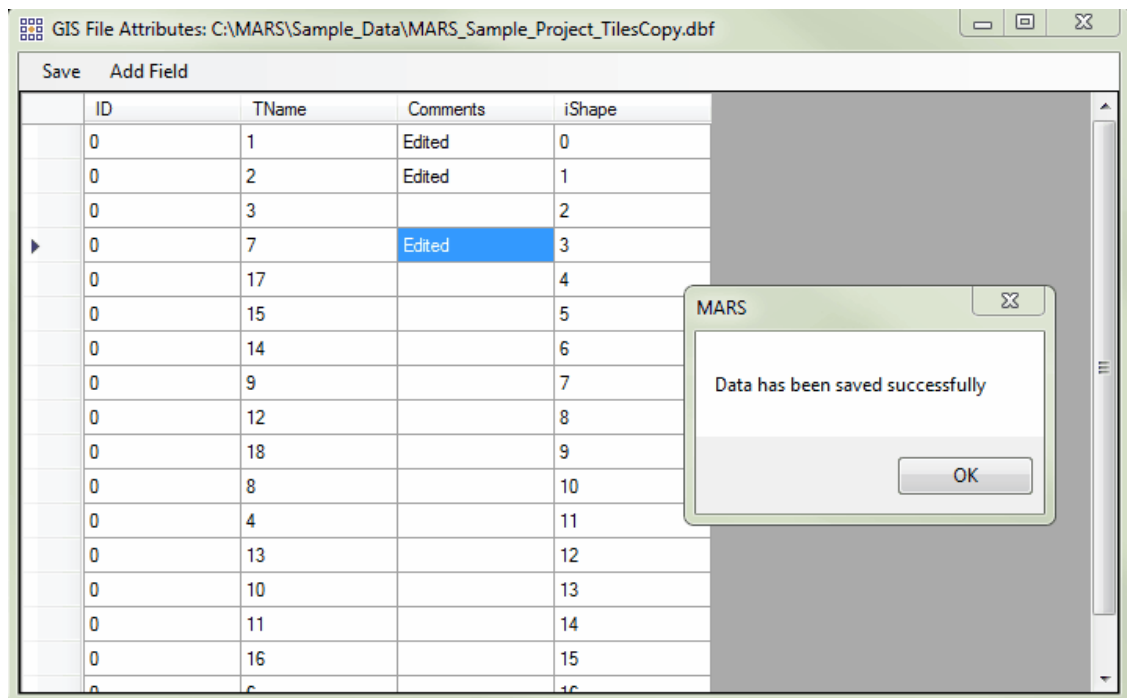 GIS File Attributes: C:\MARS\Sample_Data\MARS_Sample_Project_TilesCopy.dbf
Save Add Field
ID TName Comments iShape
0 1 Edited 0
0 2 Edited 1
0 3 2
0 7 Edited 3
0 17 4
0 15 5
0 14 6
0 9 7
0 12 8
0 18 9
0 8 10
0 4 11
0 13 12
0 10 13
0 11 14
0 16 15
MARS
Data has been saved successfully
OK